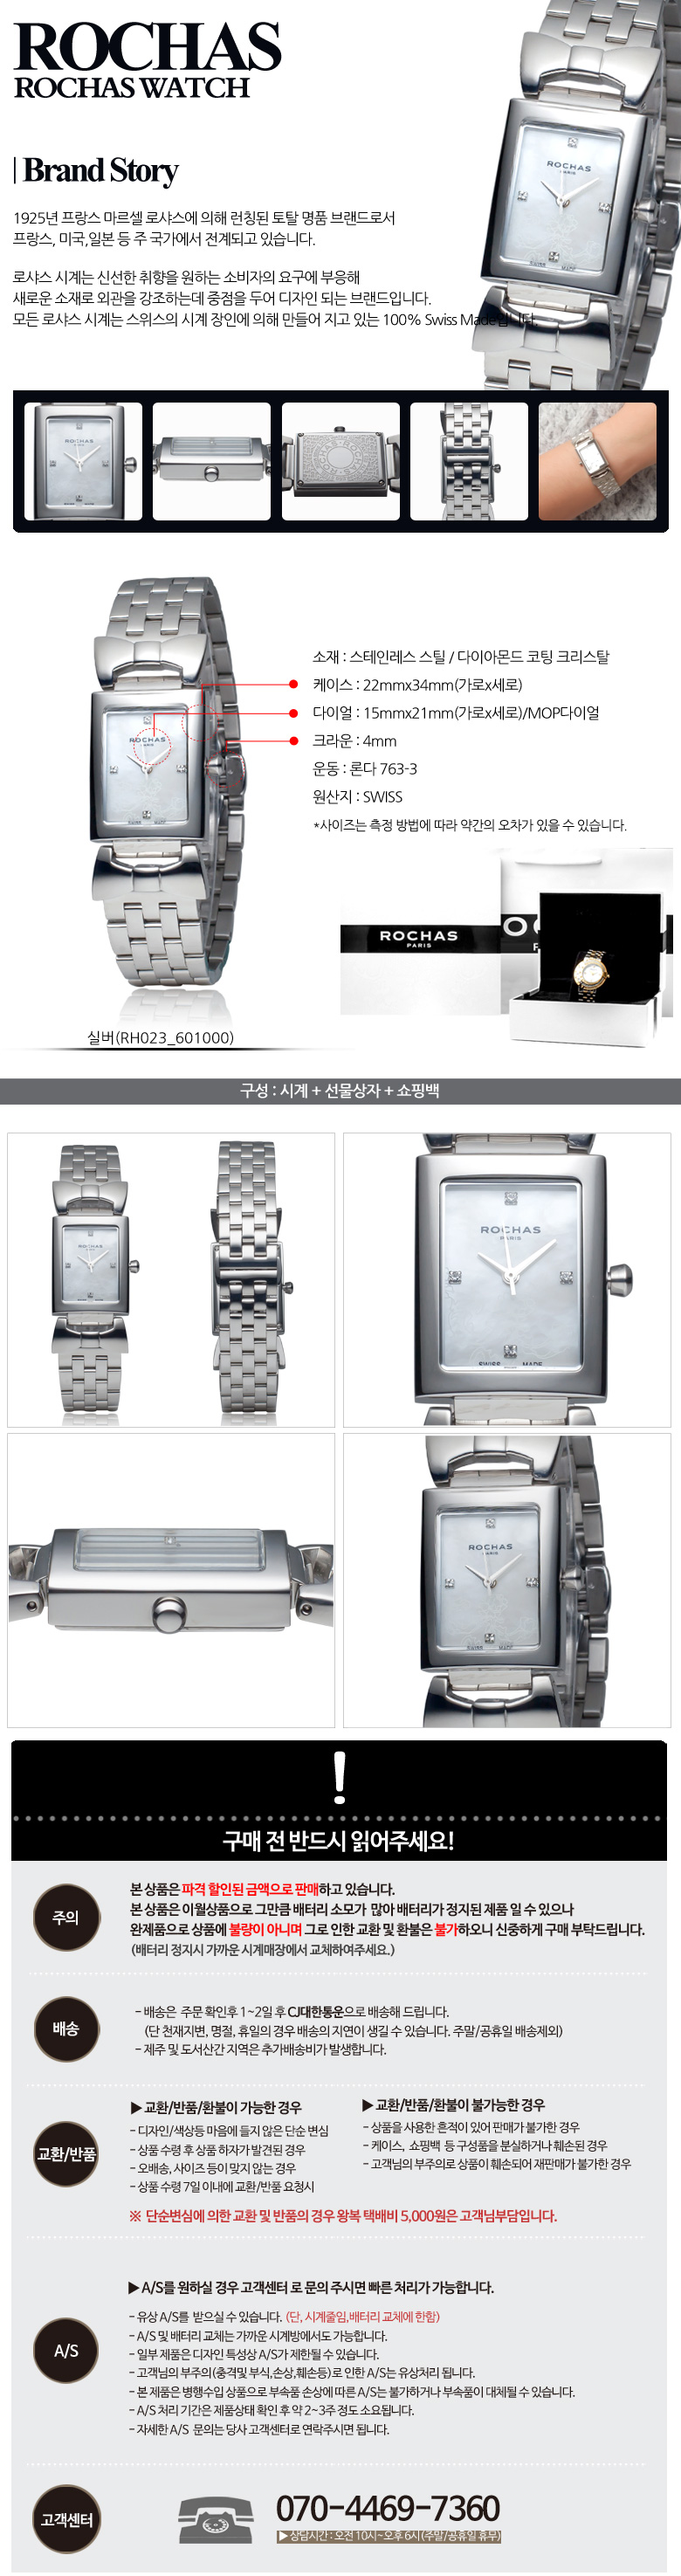 ROCHAS
ROCHAS WATCH
Brand Story
1925년 프랑스 마르셀 로샤스에 의해 런칭된 토탈 명품 브랜드로서
프랑스, 미국,일본 등 주 국가에서 전개되고 있습니다.
로샤스 시계는 신선한 취향을 원하는 소비자의 요구에 부응해
새로운 소재로 외관을 강조하는데 중점을 두어 디자인 되는 브랜드입니다.
모든 로샤스 시계는 스위스의 시계 장인에 의해 만들어 지고 있는 100% Swiss Made입니다.
ROCHAS
PARIS
SWISS MADE
ROCHAS
PARIS
소재 : 스테인레스 스틸 / 다이아몬드 코팅 크리스탈
케이스 : 22mmx34mm(가로x세로)
다이얼 : 15mmx21mm(가로x세로)/MOP다이얼
크라운 : 4mm
운동 : 론다 763-3
원산지 : SWISS
*사이즈는 측정 방법에 따라 약간의 오차가 있을 수 있습니다.
ROCHAS
PARIS
SWISS MADE
ROCHAS
PARIS
실버(RH023_601000)
구성 : 시계 + 선물상자 + 쇼핑백
ROCHAS
PARIS
ROCHAS
PARIS
SWISS MADE
ROCHAS
PARIS
SWISS MADE
!
구매 전 반드시 읽어주세요!
주의
본 상품은 파격 할인된 금액으로 판매하고 있습니다.
본 상품은 이월상품으로 그만큼 배터리 소모가 많아 배터리가 정지된 제품 일 수 있으나
완제품으로 상품에 불량이 아니며 그로 인한 교환 및 환불은 불가하오니 신중하게 구매 부탁드립니다.
(배터리 정지시 가까운 시계매장에서 교체하여주세요.)
배송
- 배송은 주문 확인후 1~2일 후 CJ대한통운으로 배송해 드립니다.
(단 천재지변, 명절, 휴일의 경우 배송의 지연이 생길 수 있습니다. 주말/공휴일 배송제외)
- 제주 및 도서산간 지역은 추가배송비가 발생합니다.
교환/반품
▶ 교환/반품/환불이 가능한 경우
- 디자인/색상등 마음에 들지 않은 단순 변심
- 상품 수령 후 상품 하자가 발견된 경우
- 오배송, 사이즈 등이 맞지 않는 경우
- 상품 수령 7일 이내에 교환/반품 요청시
▶ 교환/반품/환불이 불가능한 경우
- 상품을 사용한 흔적이 있어 판매가 불가한 경우
- 케이스, 쇼핑백 등 구성품을 분실하거나 훼손된 경우
- 고객님의 부주의로 상품이 훼손되어 재판매가 불가한 경우
※ 단순변심에 의한 교환 및 반품의 경우 왕복 택배비 5,000원은 고객님부담입니다.
A/S
▶ A/S를 원하실 경우 고객센터 로 문의 주시면 빠른 처리가 가능합니다.
- 유상 A/S를 받으실 수 있습니다. (단, 시계줄임,배터리 교체에 한함)
- A/S 및 배터리 교체는 가까운 시계방에서도 가능합니다.
- 일부 제품은 디자인 특성상 A/S가 제한될 수 있습니다.
- 고객님의 부주의(충격및 부식,손상,훼손등)로 인한 A/S는 유상처리 됩니다.
- 본 제품은 병행수입 상품으로 부속품 손상에 따른 A/S는 불가하거나 부속품이 대체될 수 있습니다.
- A/S 처리 기간은 제품상태 확인 후 약 2~3주 정도 소요됩니다.
- 자세한 A/S 문의는 당사 고객센터로 연락주시면 됩니다.
고객센터
070-4469-7360
▶ 상담시간 : 오전 10시~오후 6시 (주말/공휴일 휴무)